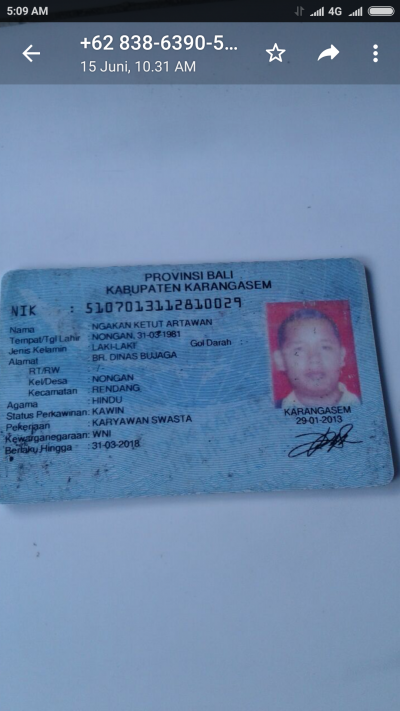 5:09 AM
4G
+62 838-6390-5...
15 Juni, 10.31 AM
PROVINSI BALI
KABUPATEN KARANGASEM
NIK : 5107013112810029
Nama : NGAKAN KETUT ARTAWAN
Tempat/Tgl Lahir : NONGAN, 31-03-1981
Jenis Kelamin : LAKI-LAKI Gol Darah :
Alamat : BR. DINAS BUJAGA
RT/RW : -/-
Kel/Desa : NONGAN
Kecamatan : RENDANG
Agama : HINDU
Status Perkawinan: KAWIN
Pekerjaan : KARYAWAN SWASTA
Kewarganegaraan: WNI
Berlaku Hingga : 31-03-2018
KARANGASEM
29-01-2013